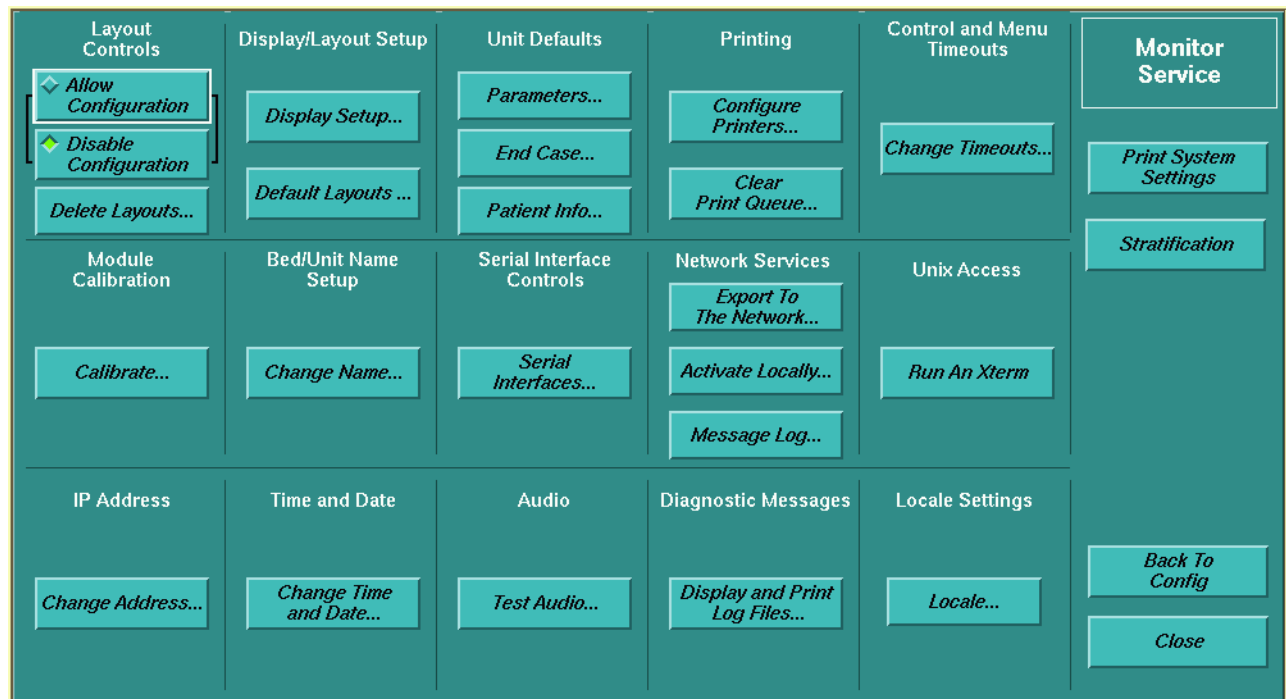 Layout
Controls
Allow
Configuration
Disable
Configuration
Delete Layouts...
Display/Layout Setup
Display Setup...
Default Layouts ...
Unit Defaults
Parameters...
End Case...
Patient Info...
Printing
Configure
Printers...
Clear
Print Queue...
Control and Menu
Timeouts
Change Timeouts...
Monitor
Service
Print System
Settings
Stratification
Module
Calibration
Calibrate...
Bed/Unit Name
Setup
Change Name...
Serial Interface
Controls
Serial
Interfaces...
Network Services
Export To
The Network...
Activate Locally...
Message Log...
Unix Access
Run An Xterm
IP Address
Change Address...
Time and Date
Change Time
and Date...
Audio
Test Audio...
Diagnostic Messages
Display and Print
Log Files...
Locale Settings
Locale...
Back To
Config
Close